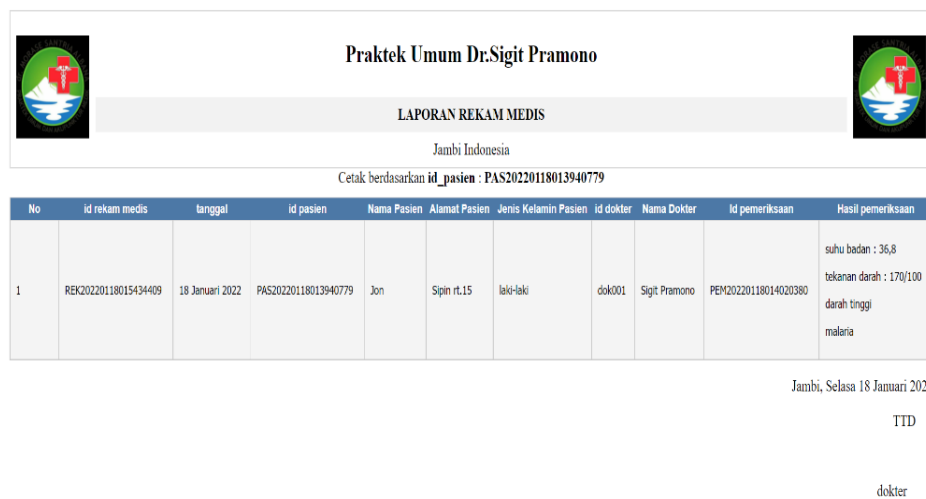 Praktek Umum Dr.Sigit Pramono
LAPORAN REKAM MEDIS
Jambi Indonesia
Cetak berdasarkan id_pasien : PAS20220118013940779
No id rekam medis tanggal id pasien Nama Pasien Alamat Pasien Jenis Kelamin Pasien id dokter Nama Dokter Id pemeriksaan Hasil pemeriksaan
1 REK20220118015434409 18 Januari 2022 PAS20220118013940779 Jon Sipin rt.15 laki-laki dok001 Sigit Pramono PEM20220118014020380 suhu badan : 36,8
tekanan darah : 170/100
darah tinggi
malaria
Jambi, Selasa 18 Januari 202
TTD
dokter